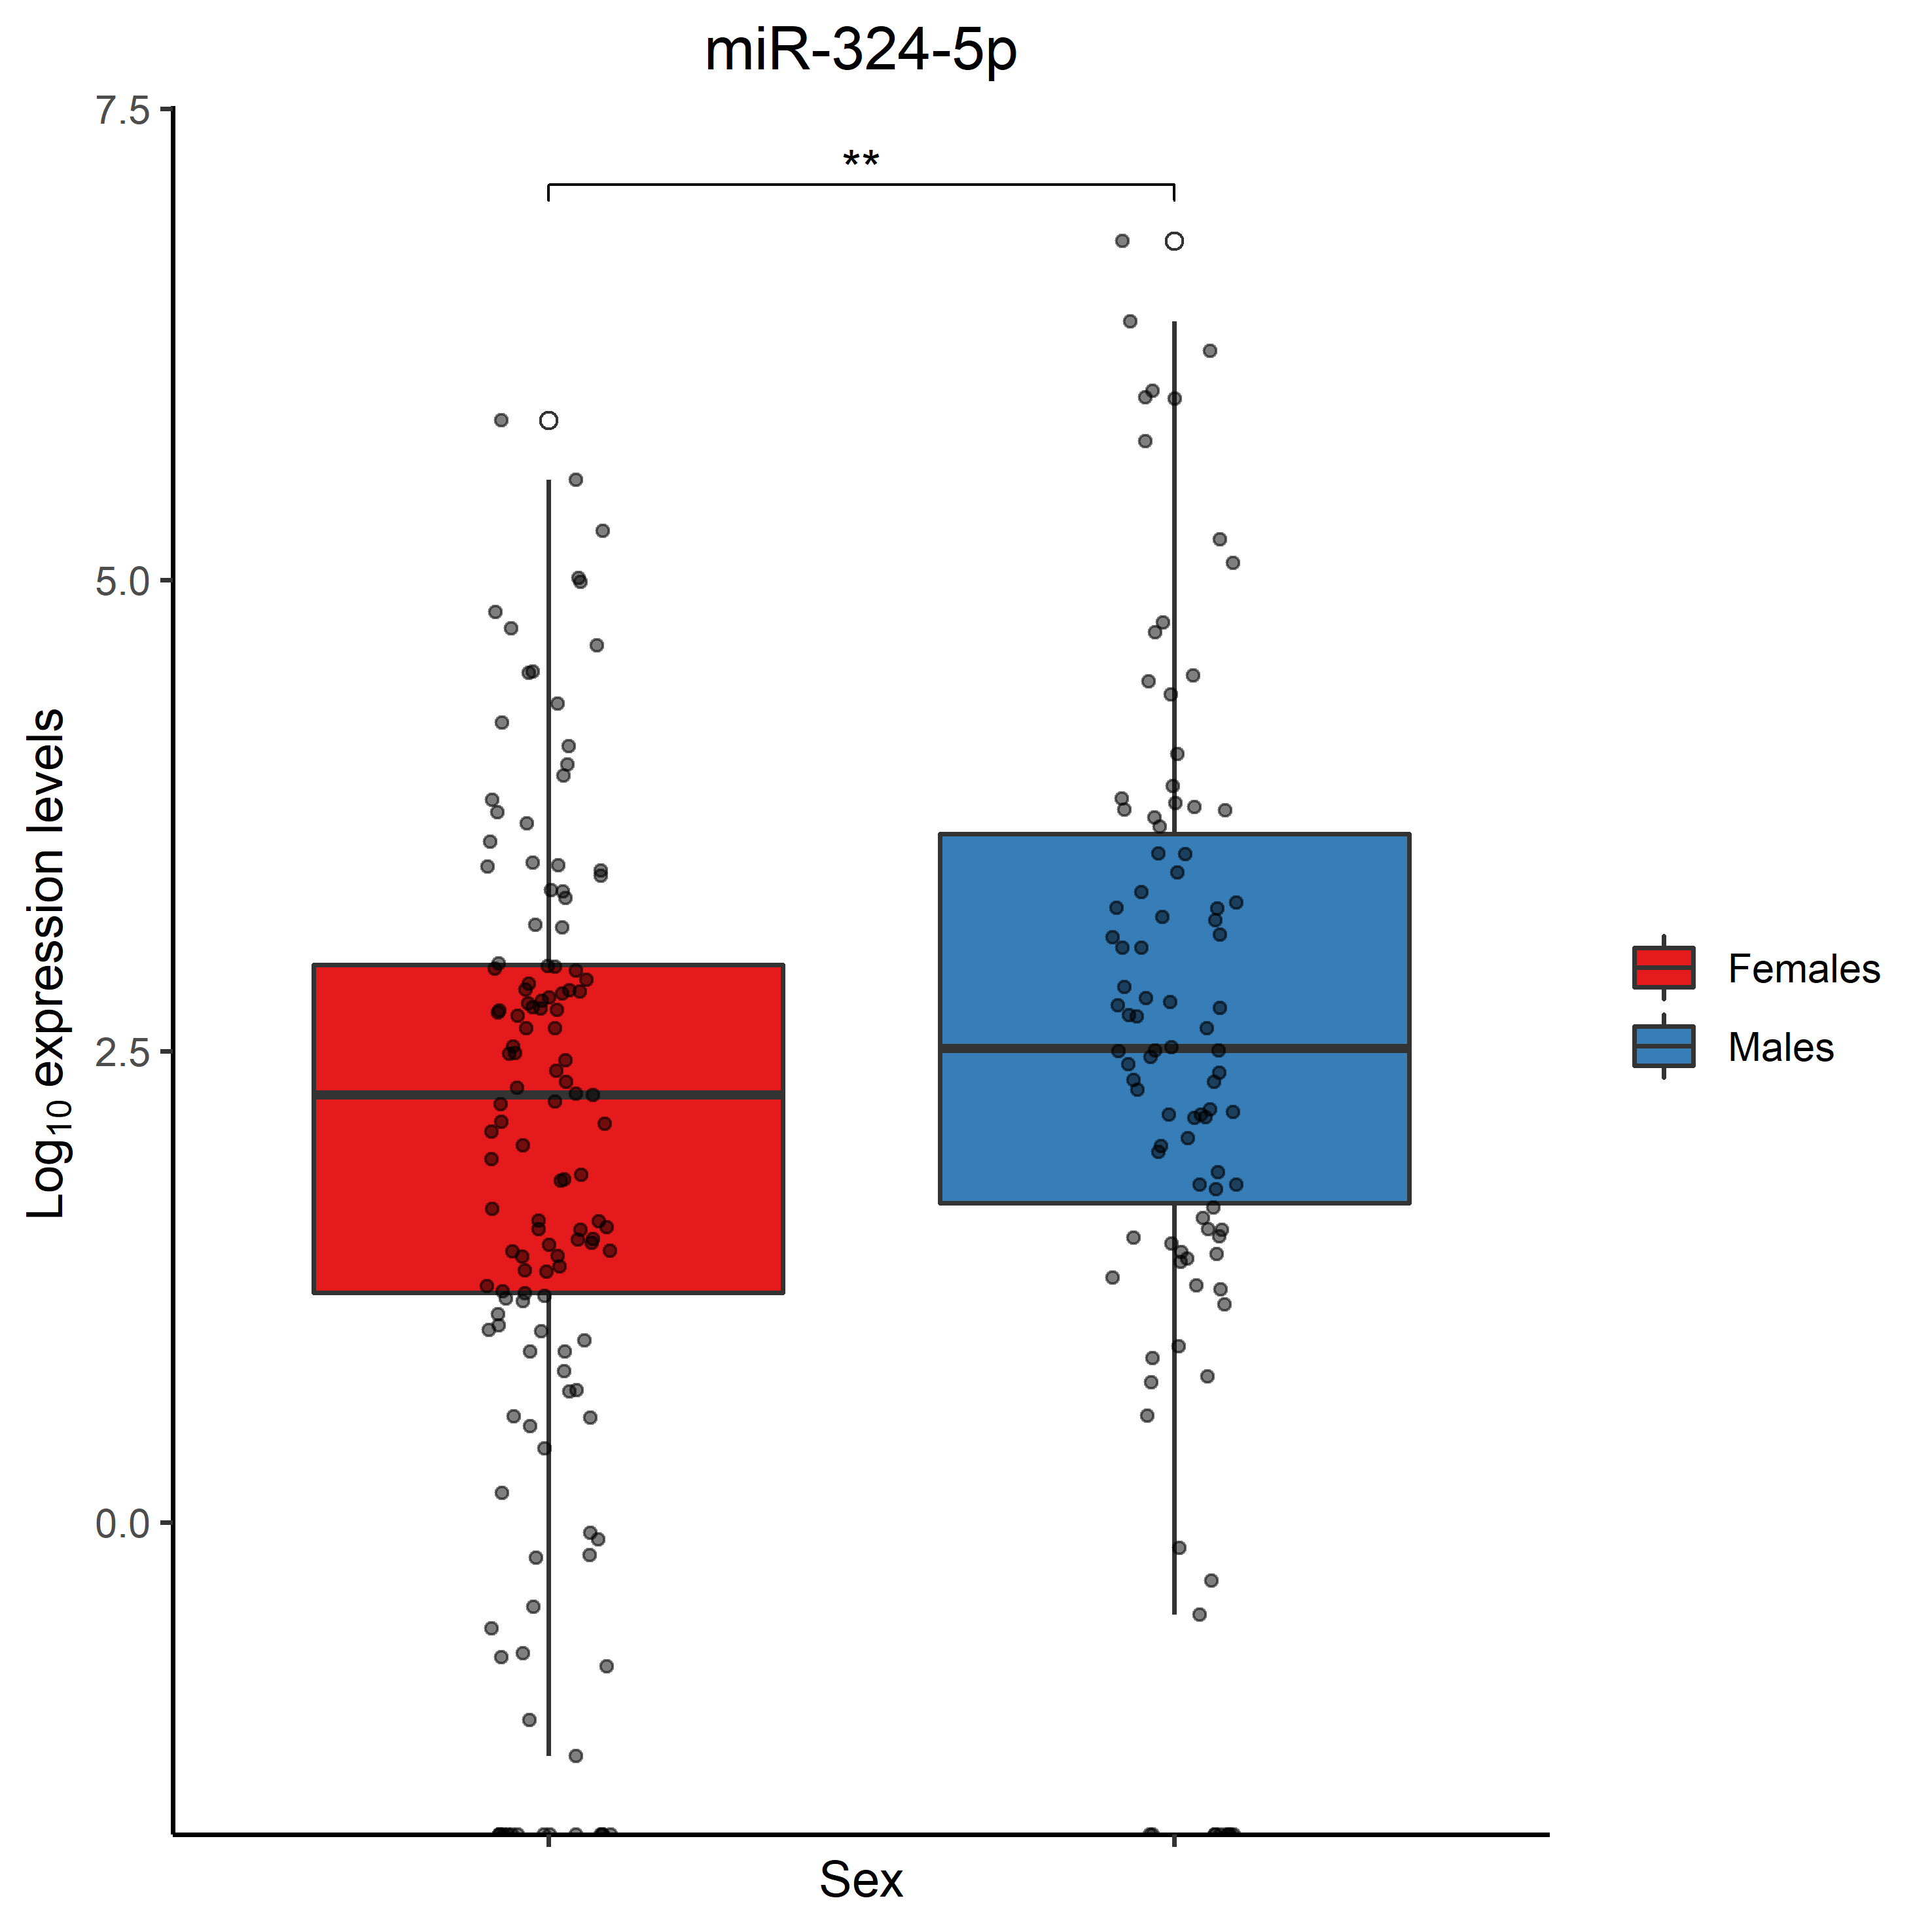 miR-324-5p
7.5
**
5.0
2.5
0.0
Log₁₀ expression levels
Sex
Females
Males